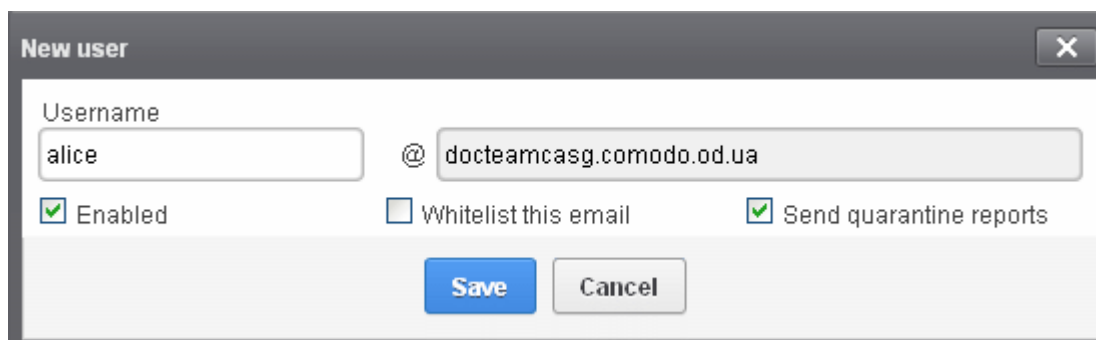 New user
Username
alice @ docteamcasg.comodo.od.ua
Enabled Whitelist this email Send quarantine reports
Save Cancel